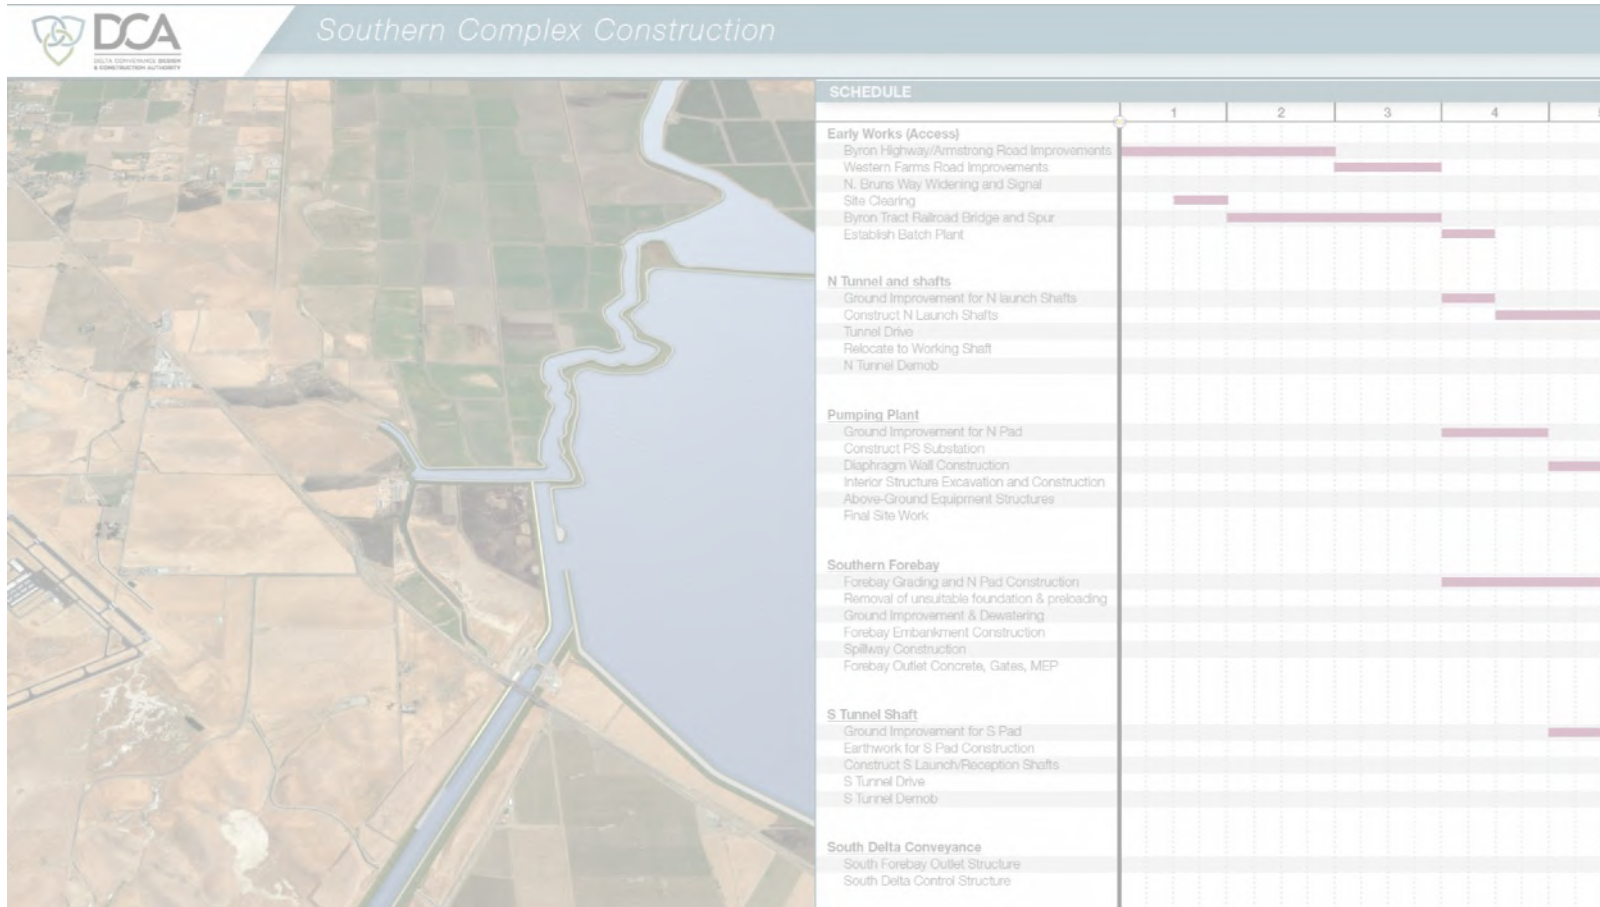 DCA
DELTA CONVEYANCE DESIGN
& CONSTRUCTION AUTHORITY
Southern Complex Construction
SCHEDULE
1 2 3 4 5
Early Works (Access)
Byron Highway/Armstrong Road Improvements
Western Farms Road Improvements
N. Bruns Way Widening and Signal
Site Clearing
Byron Tract Railroad Bridge and Spur
Establish Batch Plant
N Tunnel and shafts
Ground Improvement for N launch Shafts
Construct N Launch Shafts
Tunnel Drive
Relocate to Working Shaft
N Tunnel Demob
Pumping Plant
Ground Improvement for N Pad
Construct PS Substation
Diaphragm Wall Construction
Interior Structure Excavation and Construction
Above-Ground Equipment Structures
Final Site Work
Southern Forebay
Forebay Grading and N Pad Construction
Removal of unsuitable foundation & preloading
Ground Improvement & Dewatering
Forebay Embankment Construction
Spillway Construction
Forebay Outlet Concrete, Gates, MEP
S Tunnel Shaft
Ground Improvement for S Pad
Earthwork for S Pad Construction
Construct S Launch/Reception Shafts
S Tunnel Drive
S Tunnel Demob
South Delta Conveyance
South Forebay Outlet Structure
South Delta Control Structure